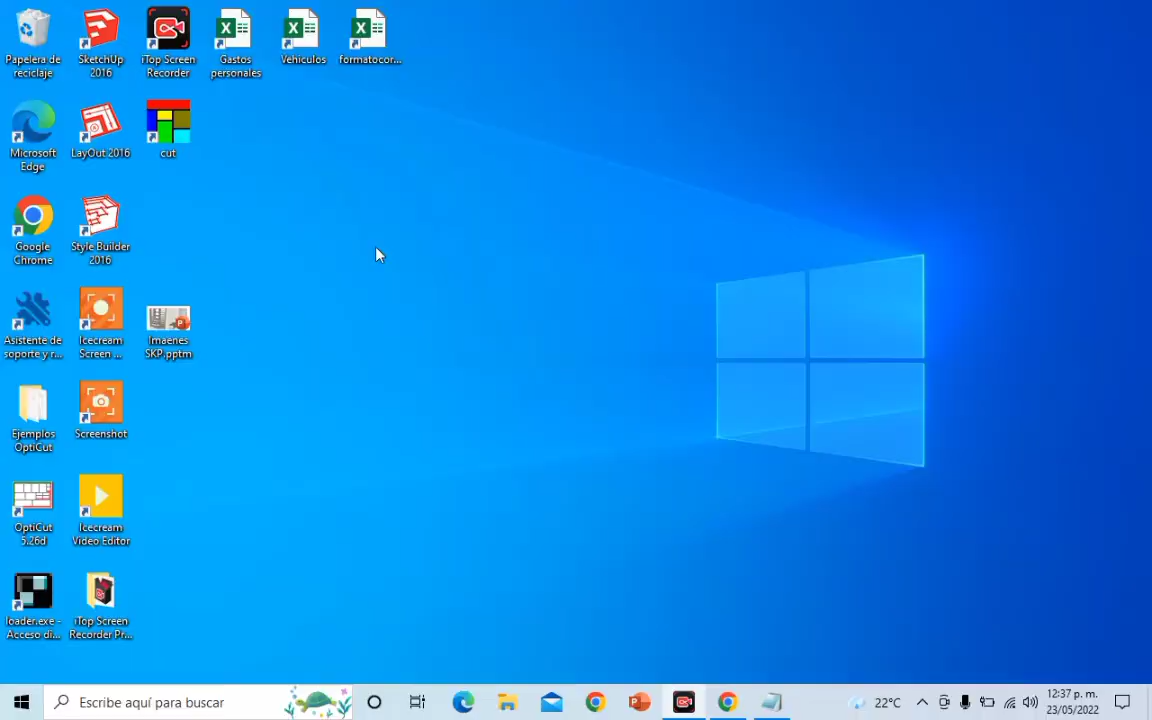 Papelera de
reciclaje
SketchUp
2016
iTop Screen
Recorder
Gastos
personales
Vehiculos
formatocor...
Microsoft
Edge
LayOut 2016
cut
Google
Chrome
Style Builder
2016
Asistente de
soporte y r...
Icecream
Screen ...
Imaenes
SKP.pptm
Ejemplos
OptiCut
Screenshot
OptiCut
5.26d
Icecream
Video Editor
loader.exe -
Acceso di...
iTop Screen
Recorder Pr...
Escribe aquí para buscar
22°C
12:37 p. m.
23/05/2022